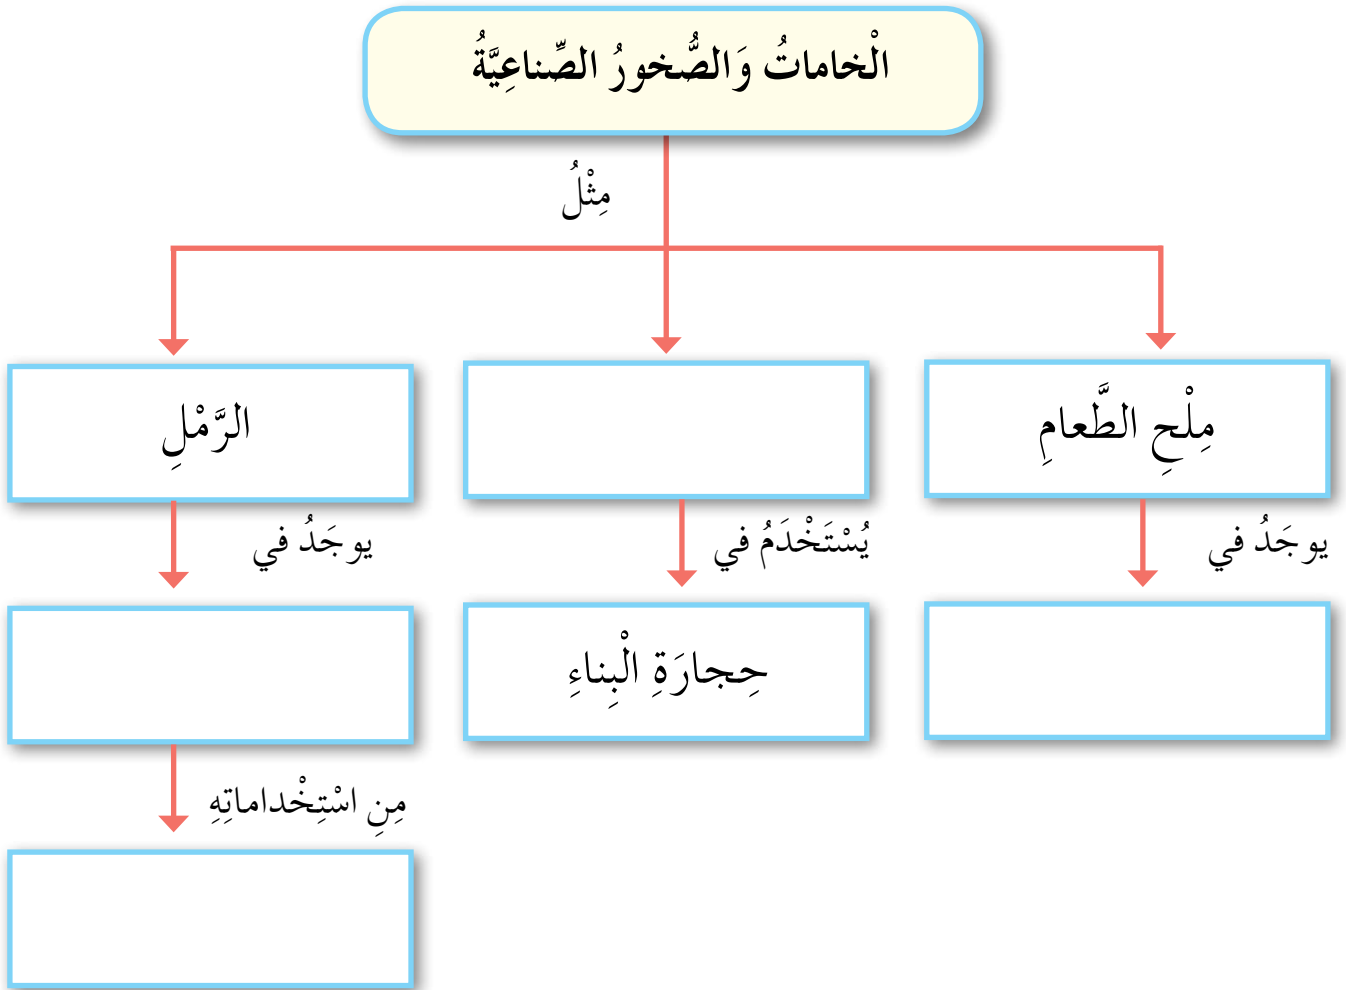 الْخاماتُ وَالصُّخورُ الصِّناعِيَّةُ
مِثْلُ
مِلْحِ الطَّعامِ
الرَّمْلِ
يوجَدُ في
يُسْتَخْدَمُ في
يوجَدُ في
حِجارَةِ الْبِناءِ
مِنِ اسْتِخْداماتِهِ